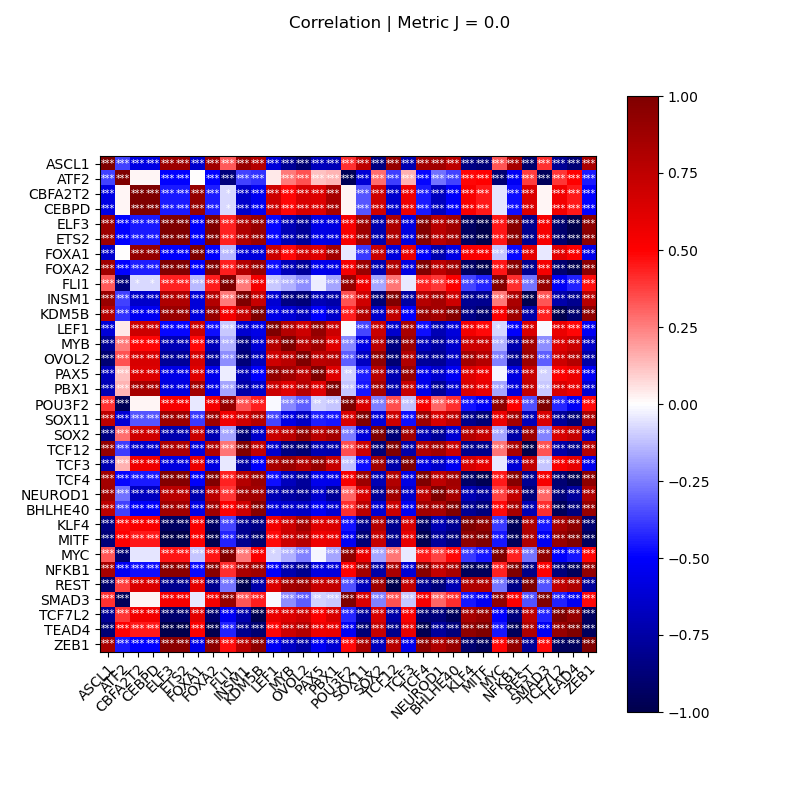 Correlation | Metric J = 0.0
ASCL1
ATF2
CBFA2T2
CEBPD
ELF3
ETS2
FOXA1
FOXA2
FLI1
INSM1
KDM5B
LEF1
MYB
OVOL2
PAX5
PBX1
POU3F2
SOX11
SOX2
TCF12
TCF3
TCF4
NEUROD1
BHLHE40
KLF4
MITF
MYC
NFKB1
REST
SMAD3
TCF7L2
TEAD4
ZEB1
ASCL1
ATF2
CBFA2T2
CEBPD
ELF3
ETS2
FOXA1
FOXA2
FLI1
INSM1
KDM5B
LEF1
MYB
OVOL2
PAX5
PBX1
POU3F2
SOX11
SOX2
TCF12
TCF3
TCF4
NEUROD1
BHLHE40
KLF4
MITF
MYC
NFKB1
REST
SMAD3
TCF7L2
TEAD4
ZEB1
1.00
0.75
0.50
0.25
0.00
−0.25
−0.50
−0.75
−1.00